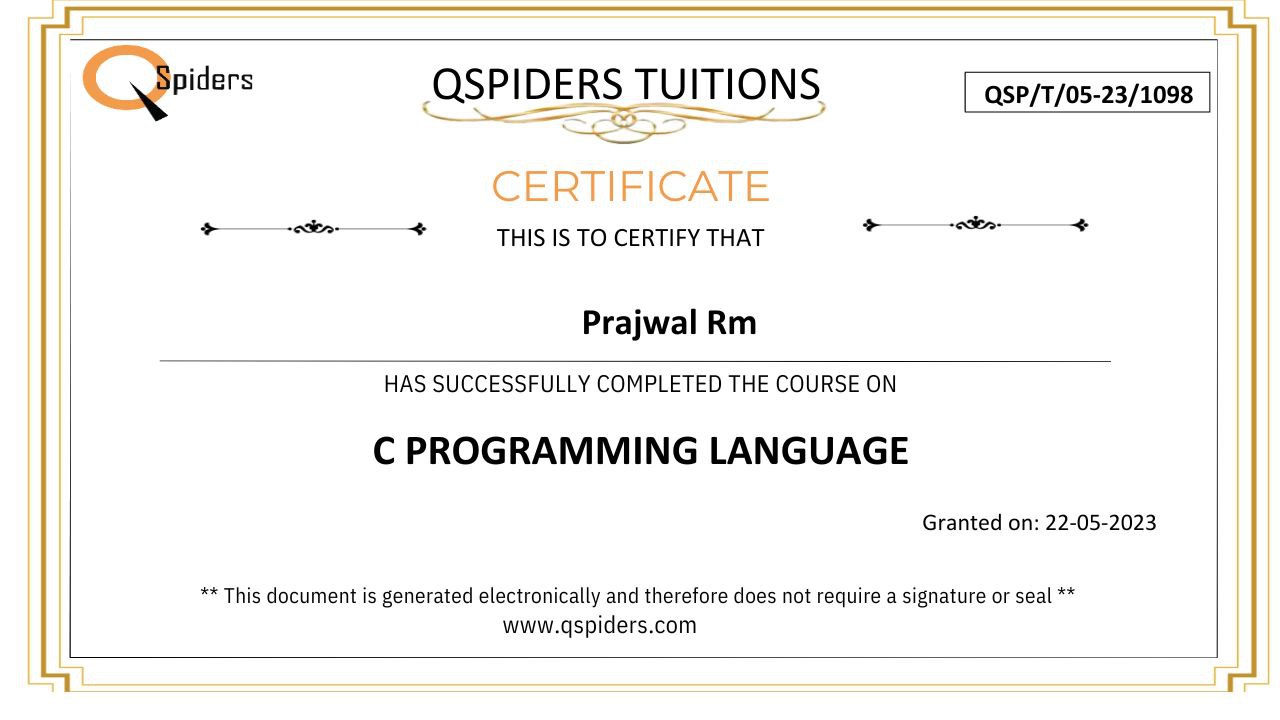 QSpiders
QSPIDERS TUITIONS
QSP/T/05-23/1098
CERTIFICATE
THIS IS TO CERTIFY THAT
Prajwal Rm
HAS SUCCESSFULLY COMPLETED THE COURSE ON
C PROGRAMMING LANGUAGE
Granted on: 22-05-2023
** This document is generated electronically and therefore does not require a signature or seal **
www.qspiders.com